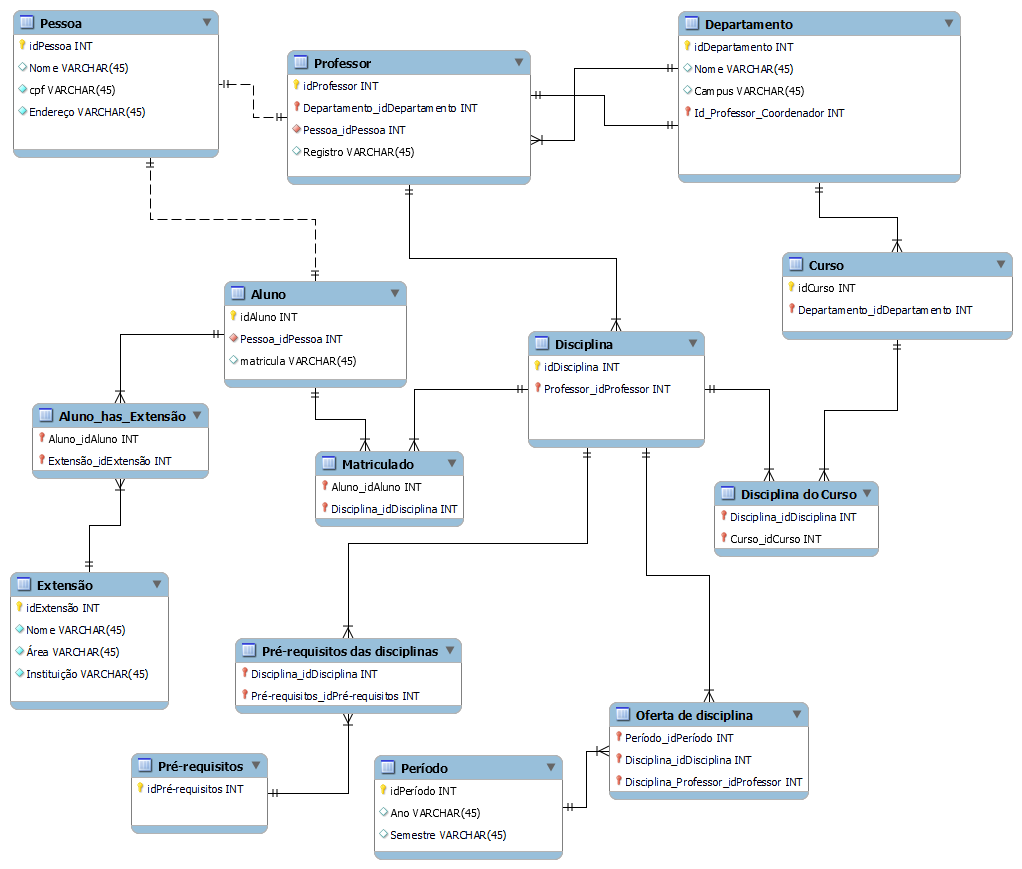 Pessoa
idPessoa INT
Nome VARCHAR(45)
cpf VARCHAR(45)
Endereço VARCHAR(45)
Professor
idProfessor INT
Departamento_idDepartamento INT
Pessoa_idPessoa INT
Registro VARCHAR(45)
Departamento
idDepartamento INT
Nome VARCHAR(45)
Campus VARCHAR(45)
Id_Professor_Coordenador INT
Curso
idCurso INT
Departamento_idDepartamento INT
Aluno
idAluno INT
Pessoa_idPessoa INT
matricula VARCHAR(45)
Disciplina
idDisciplina INT
Professor_idProfessor INT
Aluno_has_Extensão
Aluno_idAluno INT
Extensão_idExtensão INT
Matriculado
Aluno_idAluno INT
Disciplina_idDisciplina INT
Disciplina do Curso
Disciplina_idDisciplina INT
Curso_idCurso INT
Extensão
idExtensão INT
Nome VARCHAR(45)
Área VARCHAR(45)
Instituição VARCHAR(45)
Pré-requisitos das disciplinas
Disciplina_idDisciplina INT
Pré-requisitos_idPré-requisitos INT
Oferta de disciplina
Período_idPeríodo INT
Disciplina_idDisciplina INT
Disciplina_Professor_idProfessor INT
Pré-requisitos
idPré-requisitos INT
Período
idPeríodo INT
Ano VARCHAR(45)
Semestre VARCHAR(45)